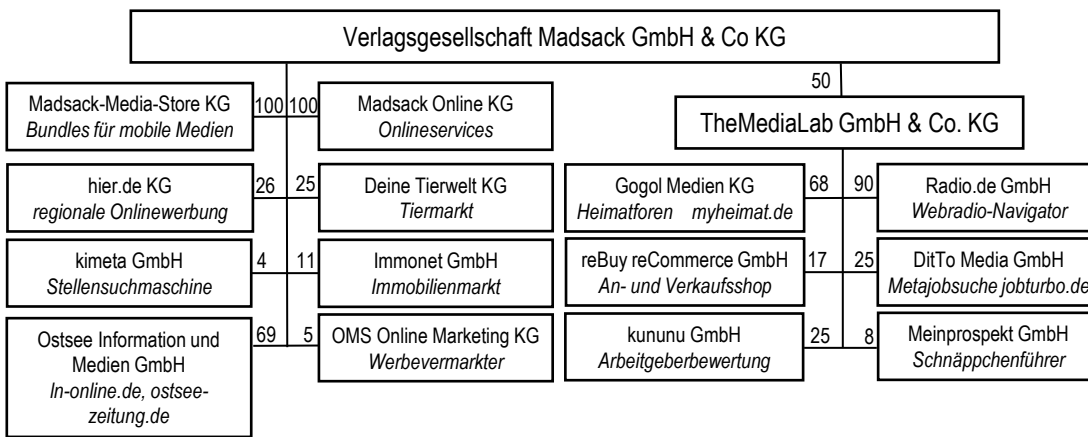 Verlagsgesellschaft Madsack GmbH & Co KG
50
Madsack-Media-Store KG
Bundles für mobile Medien
100
100
Madsack Online KG
Onlineservices
TheMediaLab GmbH & Co. KG
hier.de KG
regionale Onlinewerbung
26
25
Deine Tierwelt KG
Tiermarkt
Gogol Medien KG
Heimatforen myheimat.de
68
90
Radio.de GmbH
Webradio-Navigator
kimeta GmbH
Stellensuchmaschine
4
11
Immonet GmbH
Immobilienmarkt
reBuy reCommerce GmbH
An- und Verkaufsshop
17
25
DitTo Media GmbH
Metajobsuche jobturbo.de
Ostsee Information und
Medien GmbH
ln-online.de, ostsee-
zeitung.de
69
5
OMS Online Marketing KG
Werbevermarkter
kununu GmbH
Arbeitgeberbewertung
25
8
Meinprospekt GmbH
Schnäppchenführer